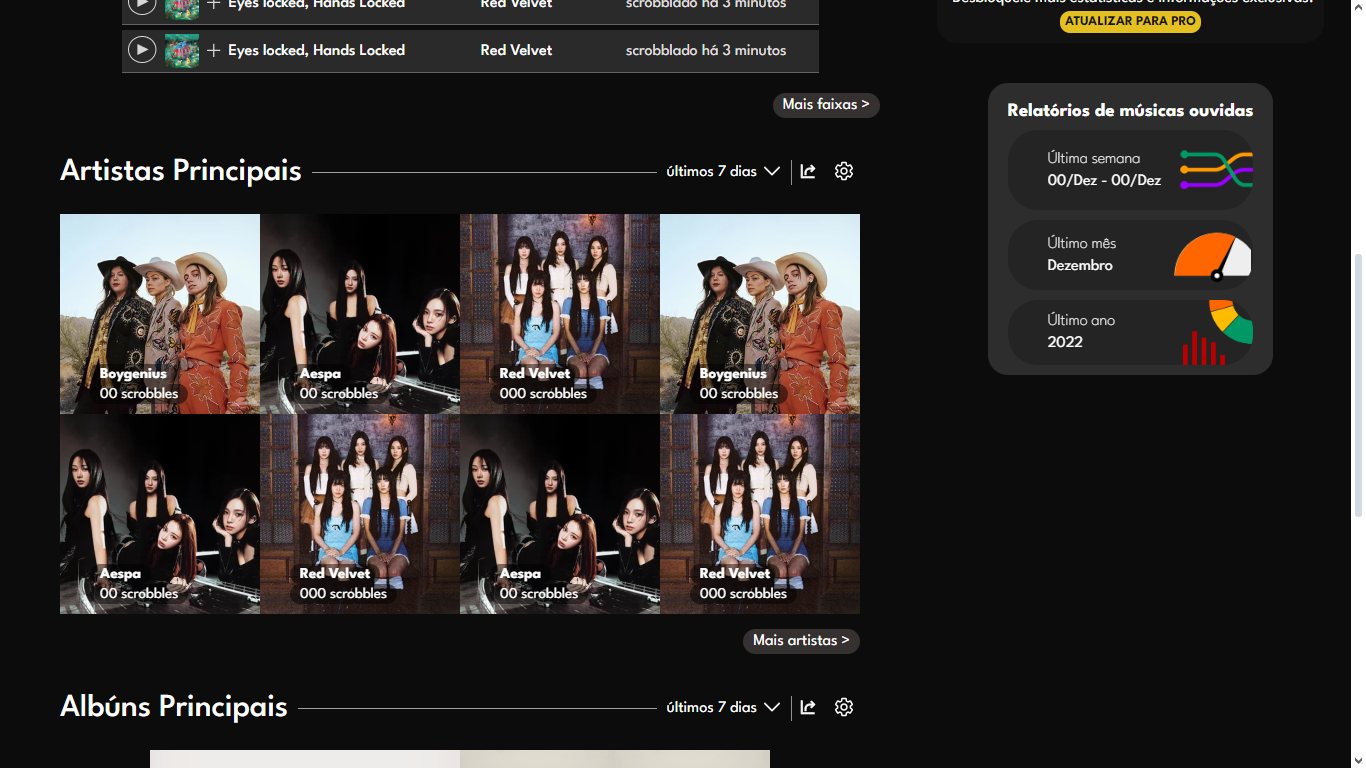 Eyes locked, Hands Locked Red Velvet scrobblado há 3 minutos
Eyes locked, Hands Locked Red Velvet scrobblado há 3 minutos
Mais faixas >
Artistas Principais últimos 7 dias
Boygenius
00 scrobbles
Aespa
00 scrobbles
Red Velvet
000 scrobbles
Boygenius
00 scrobbles
Aespa
00 scrobbles
Red Velvet
000 scrobbles
Aespa
00 scrobbles
Red Velvet
000 scrobbles
Mais artistas >
Albúns Principais últimos 7 dias
Desbloqueie mais estatísticas e informações exclusivas.
ATUALIZAR PARA PRO
Relatórios de músicas ouvidas
Última semana
00/Dez - 00/Dez
Último mês
Dezembro
Último ano
2022